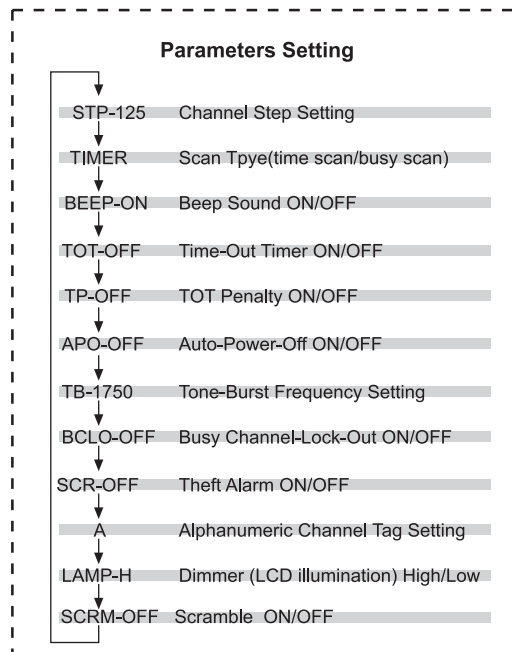 Parameters Setting
STP-125 Channel Step Setting
TIMER Scan Tpye(time scan/busy scan)
BEEP-ON Beep Sound ON/OFF
TOT-OFF Time-Out Timer ON/OFF
TP-OFF TOT Penalty ON/OFF
APO-OFF Auto-Power-Off ON/OFF
TB-1750 Tone-Burst Frequency Setting
BCLO-OFF Busy Channel-Lock-Out ON/OFF
SCR-OFF Theft Alarm ON/OFF
A Alphanumeric Channel Tag Setting
LAMP-H Dimmer (LCD illumination) High/Low
SCRM-OFF Scramble ON/OFF